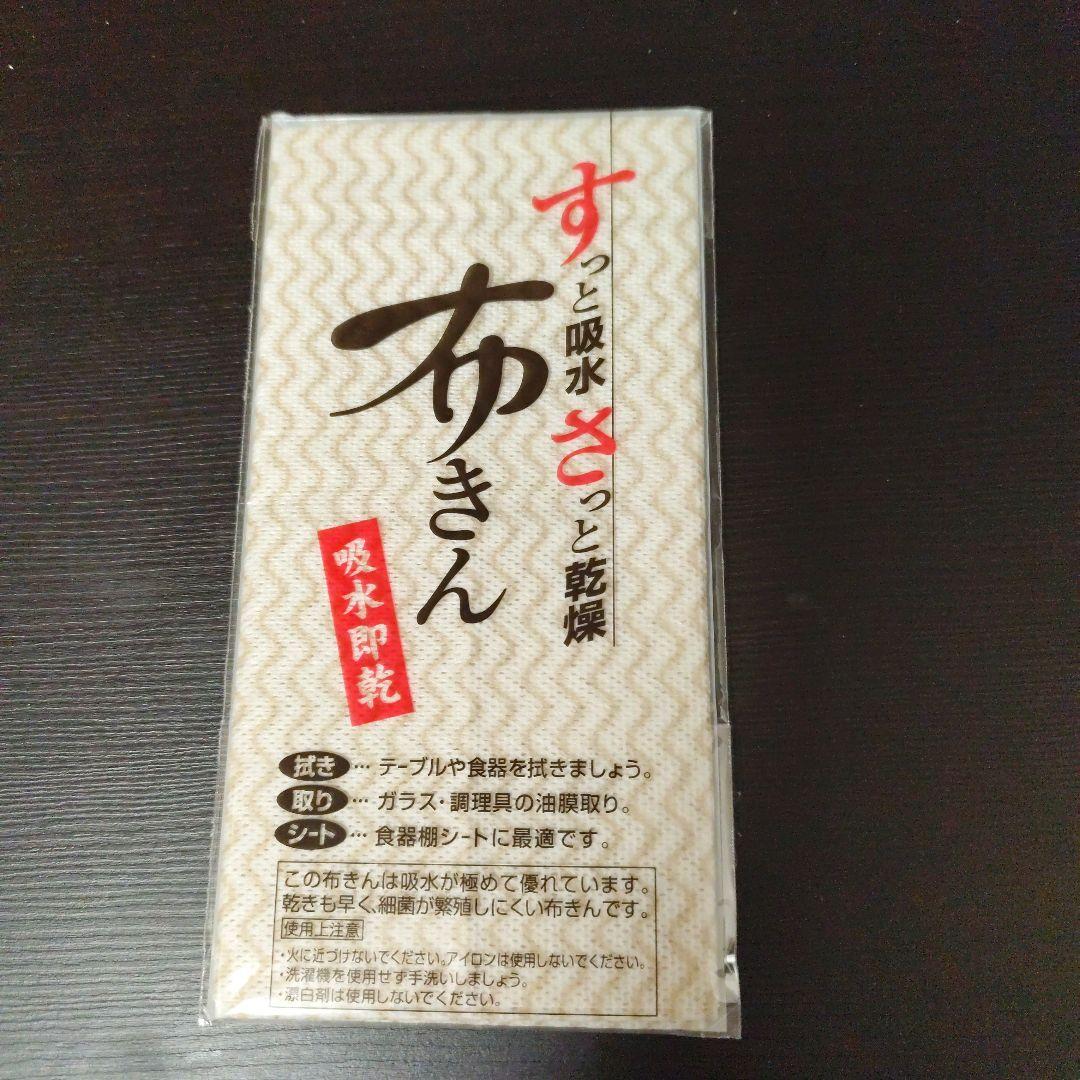 すっと吸水さっと乾燥
布きん
吸水即乾
拭き … テーブルや食器を拭きましょう。
取り … ガラス・調理具の油膜取り。
シート … 食器棚シートに最適です。
この布きんは吸水が極めて優れています。
乾きも早く、細菌が繁殖しにくい布きんです。
使用上注意
・火に近づけないでください。アイロンは使用しないでください。
・洗濯機を使用せず手洗いしましょう。
・漂白剤は使用しないでください。